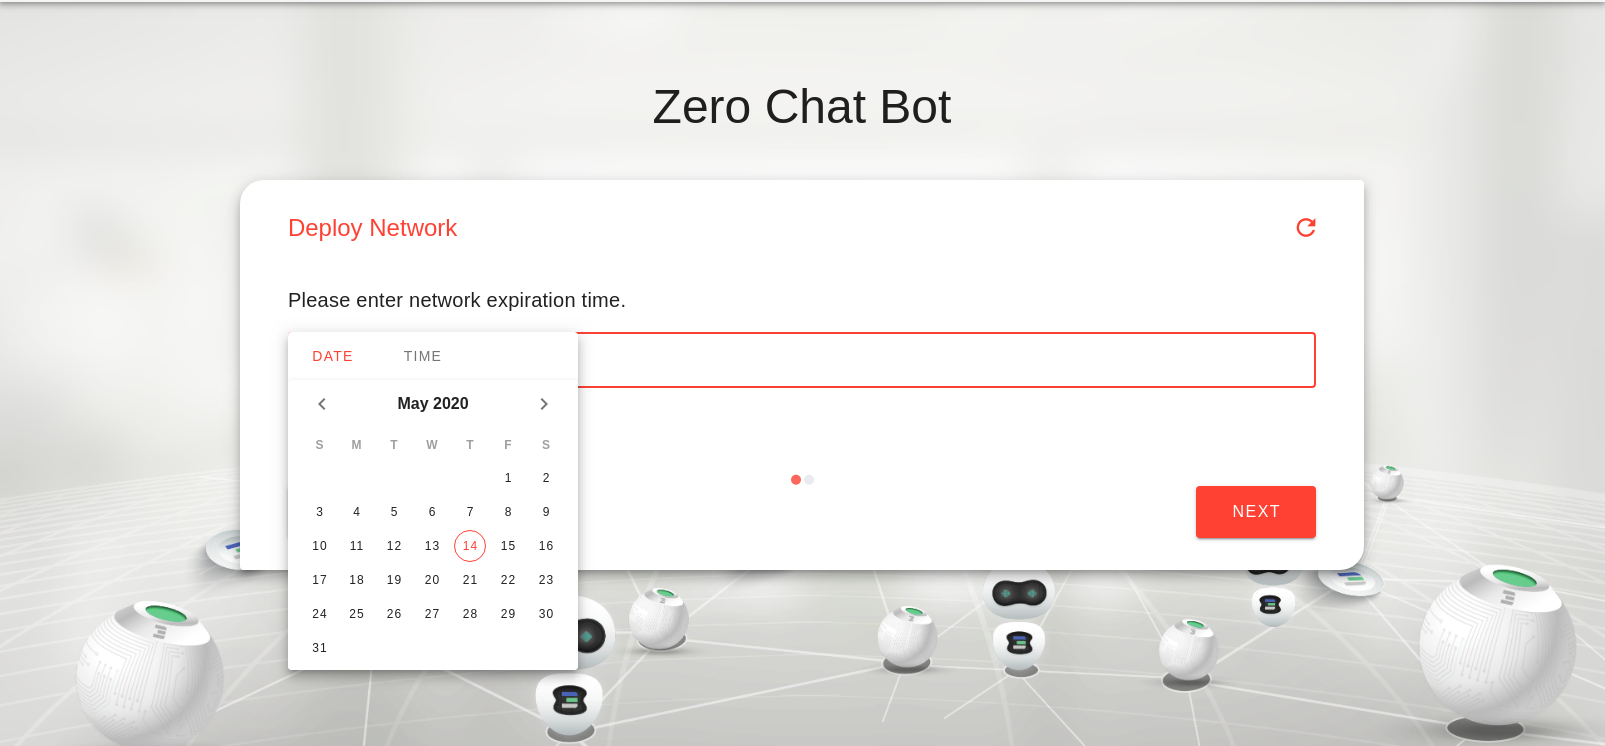 Zero Chat Bot
Deploy Network
Please enter network expiration time.
DATE TIME
May 2020
S M T W T F S
1 2
3 4 5 6 7 8 9
10 11 12 13 14 15 16
17 18 19 20 21 22 23
24 25 26 27 28 29 30
31
NEXT